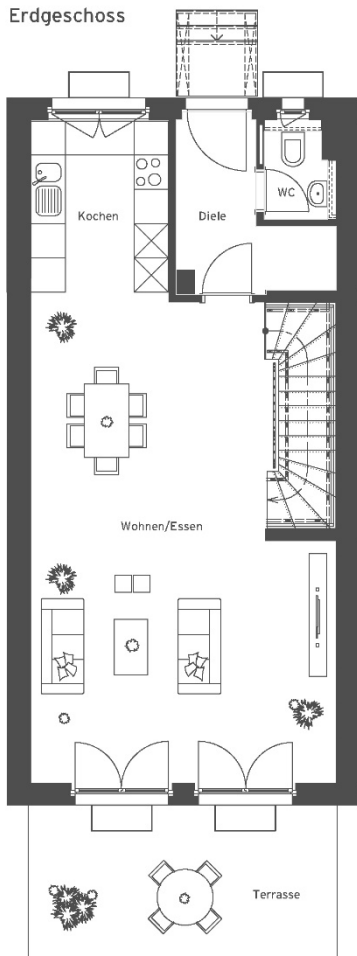 Erdgeschoss
Kochen
Diele
WC
Wohnen/Essen
Terrasse